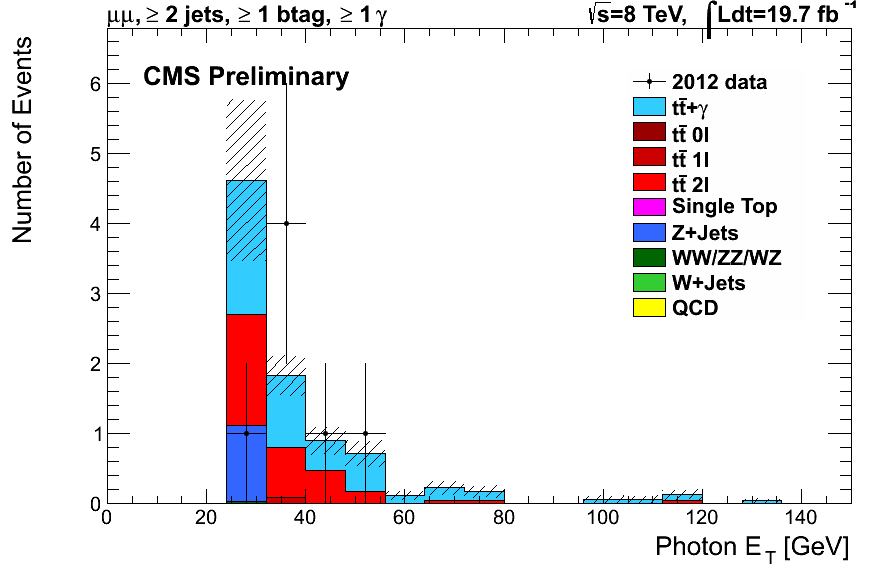 μμ, ≥ 2 jets, ≥ 1 btag, ≥ 1 γ
√s=8 TeV, ∫Ldt=19.7 fb⁻¹
CMS Preliminary
2012 data
tt̄+γ
tt̄ 0l
tt̄ 1l
tt̄ 2l
Single Top
Z+Jets
WW/ZZ/WZ
W+Jets
QCD
Number of Events
6
5
4
3
2
1
0
0 20 40 60 80 100 120 140
Photon E_T [GeV]